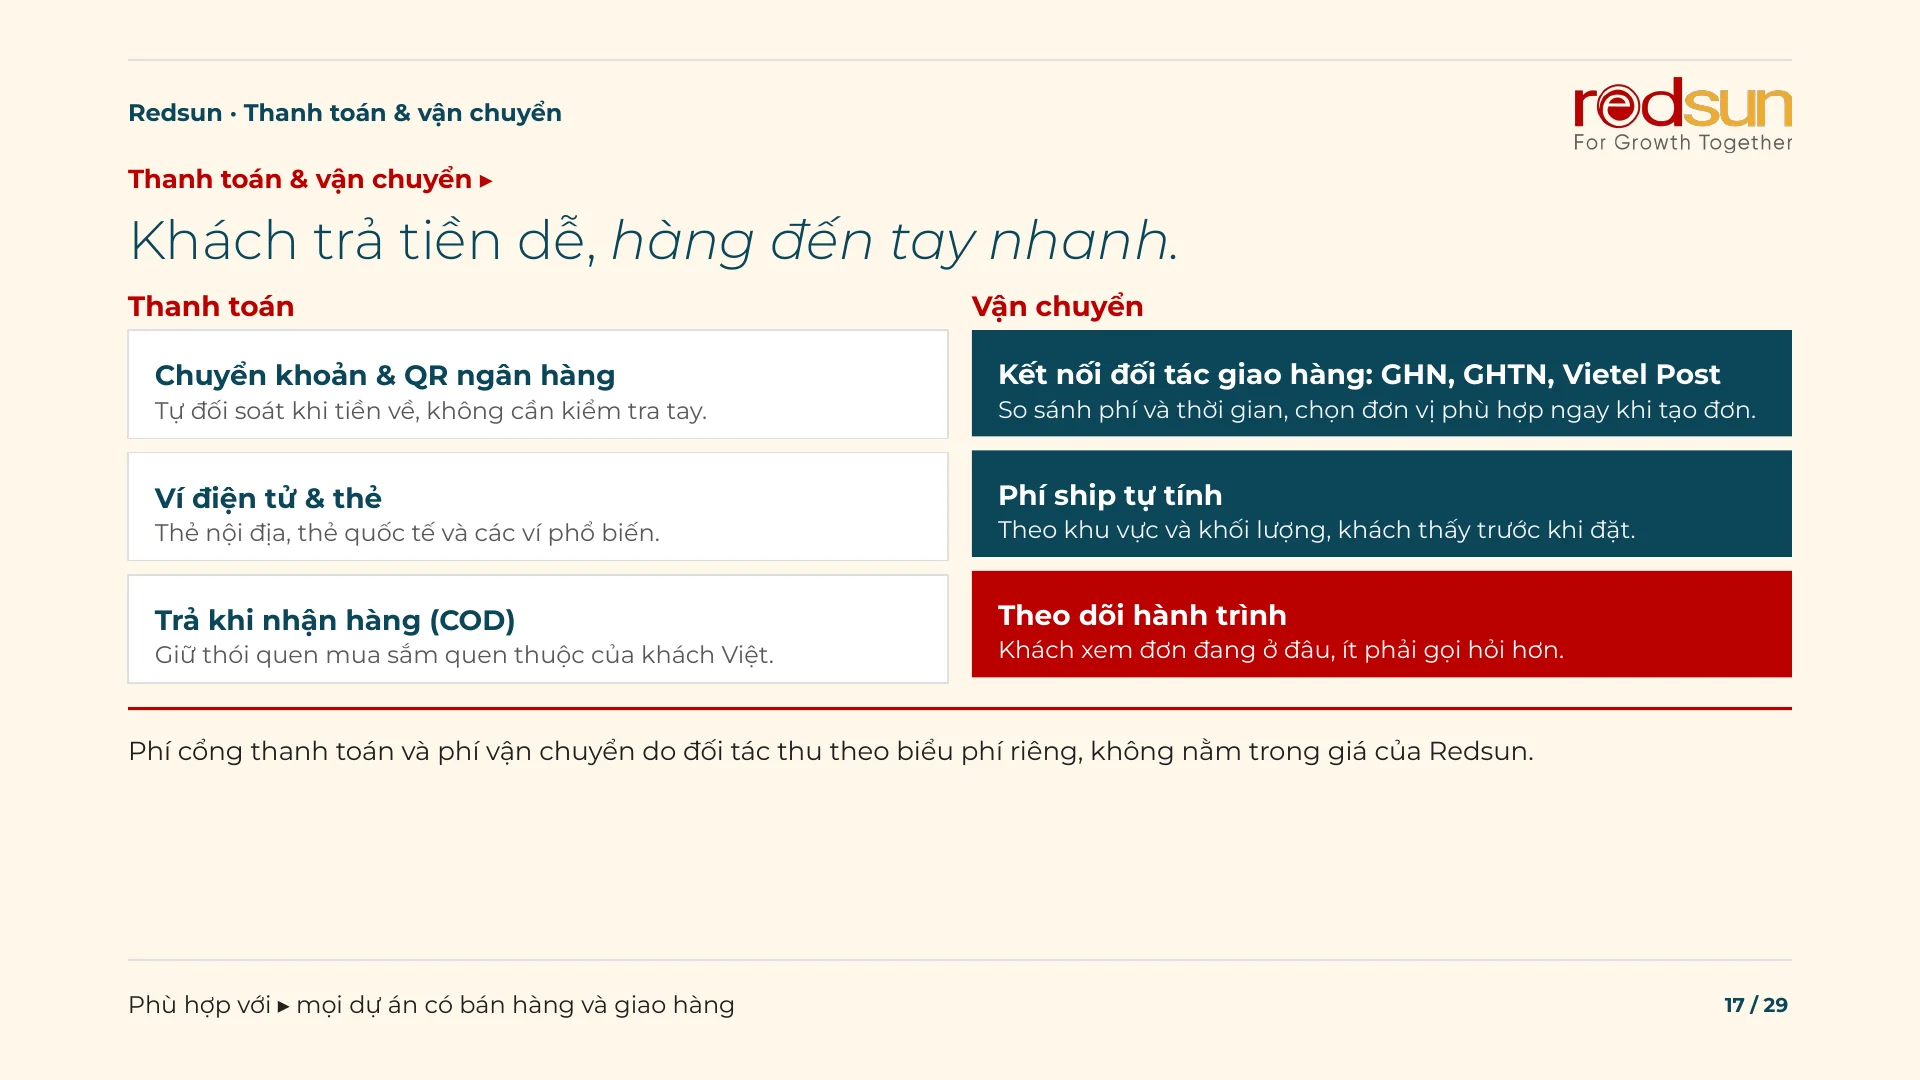 Redsun · Thanh toán & vận chuyển
redsun
For Growth Together
Thanh toán & vận chuyển ▸
Khách trả tiền dễ, hàng đến tay nhanh.
Thanh toán
Chuyển khoản & QR ngân hàng
Tự đối soát khi tiền về, không cần kiểm tra tay.
Ví điện tử & thẻ
Thẻ nội địa, thẻ quốc tế và các ví phổ biến.
Trả khi nhận hàng (COD)
Giữ thói quen mua sắm quen thuộc của khách Việt.
Vận chuyển
Kết nối đối tác giao hàng: GHN, GHTN, Vietel Post
So sánh phí và thời gian, chọn đơn vị phù hợp ngay khi tạo đơn.
Phí ship tự tính
Theo khu vực và khối lượng, khách thấy trước khi đặt.
Theo dõi hành trình
Khách xem đơn đang ở đâu, ít phải gọi hỏi hơn.
Phí cổng thanh toán và phí vận chuyển do đối tác thu theo biểu phí riêng, không nằm trong giá của Redsun.
Phù hợp với ▸ mọi dự án có bán hàng và giao hàng
17 / 29